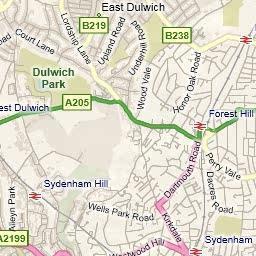 East Dulwich
B219
B238
Court Lane
Lordship Lane
Upland Road
Underhill Road
Wood Vale
Honor Oak Road
Dulwich
Park
A205
est Dulwich
Forest Hill
Dartmouth Road
Perry Vale
Dacres Road
Sydenham Hill
Alleyn Park
Wells Park Road
Kirkdale
Westwood Hill
Sydenham
A2199